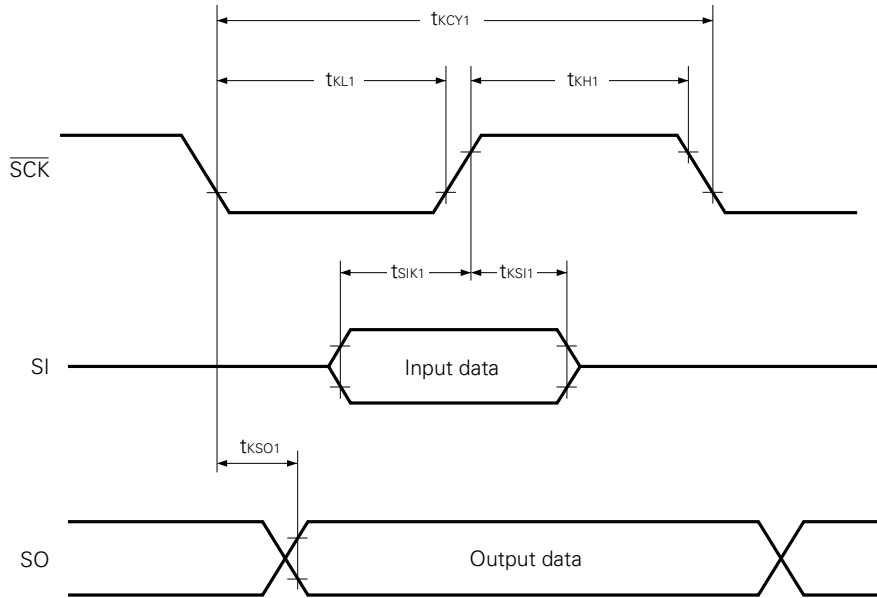 tKCY1
tKL1
tKH1
SCK
tSIK1
tKSI1
SI
Input data
tKSO1
SO
Output data